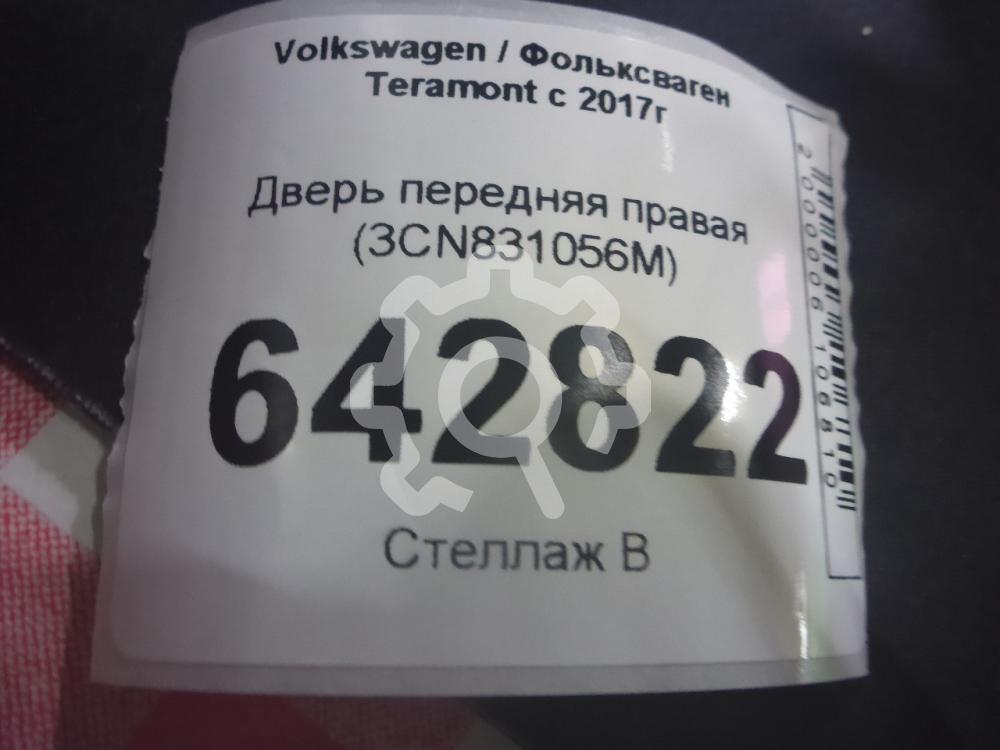 Volkswagen / Фольксваген
Teramont с 2017г
Дверь передняя правая
(3CN831056M)
642822
Стеллаж В
2000006106810